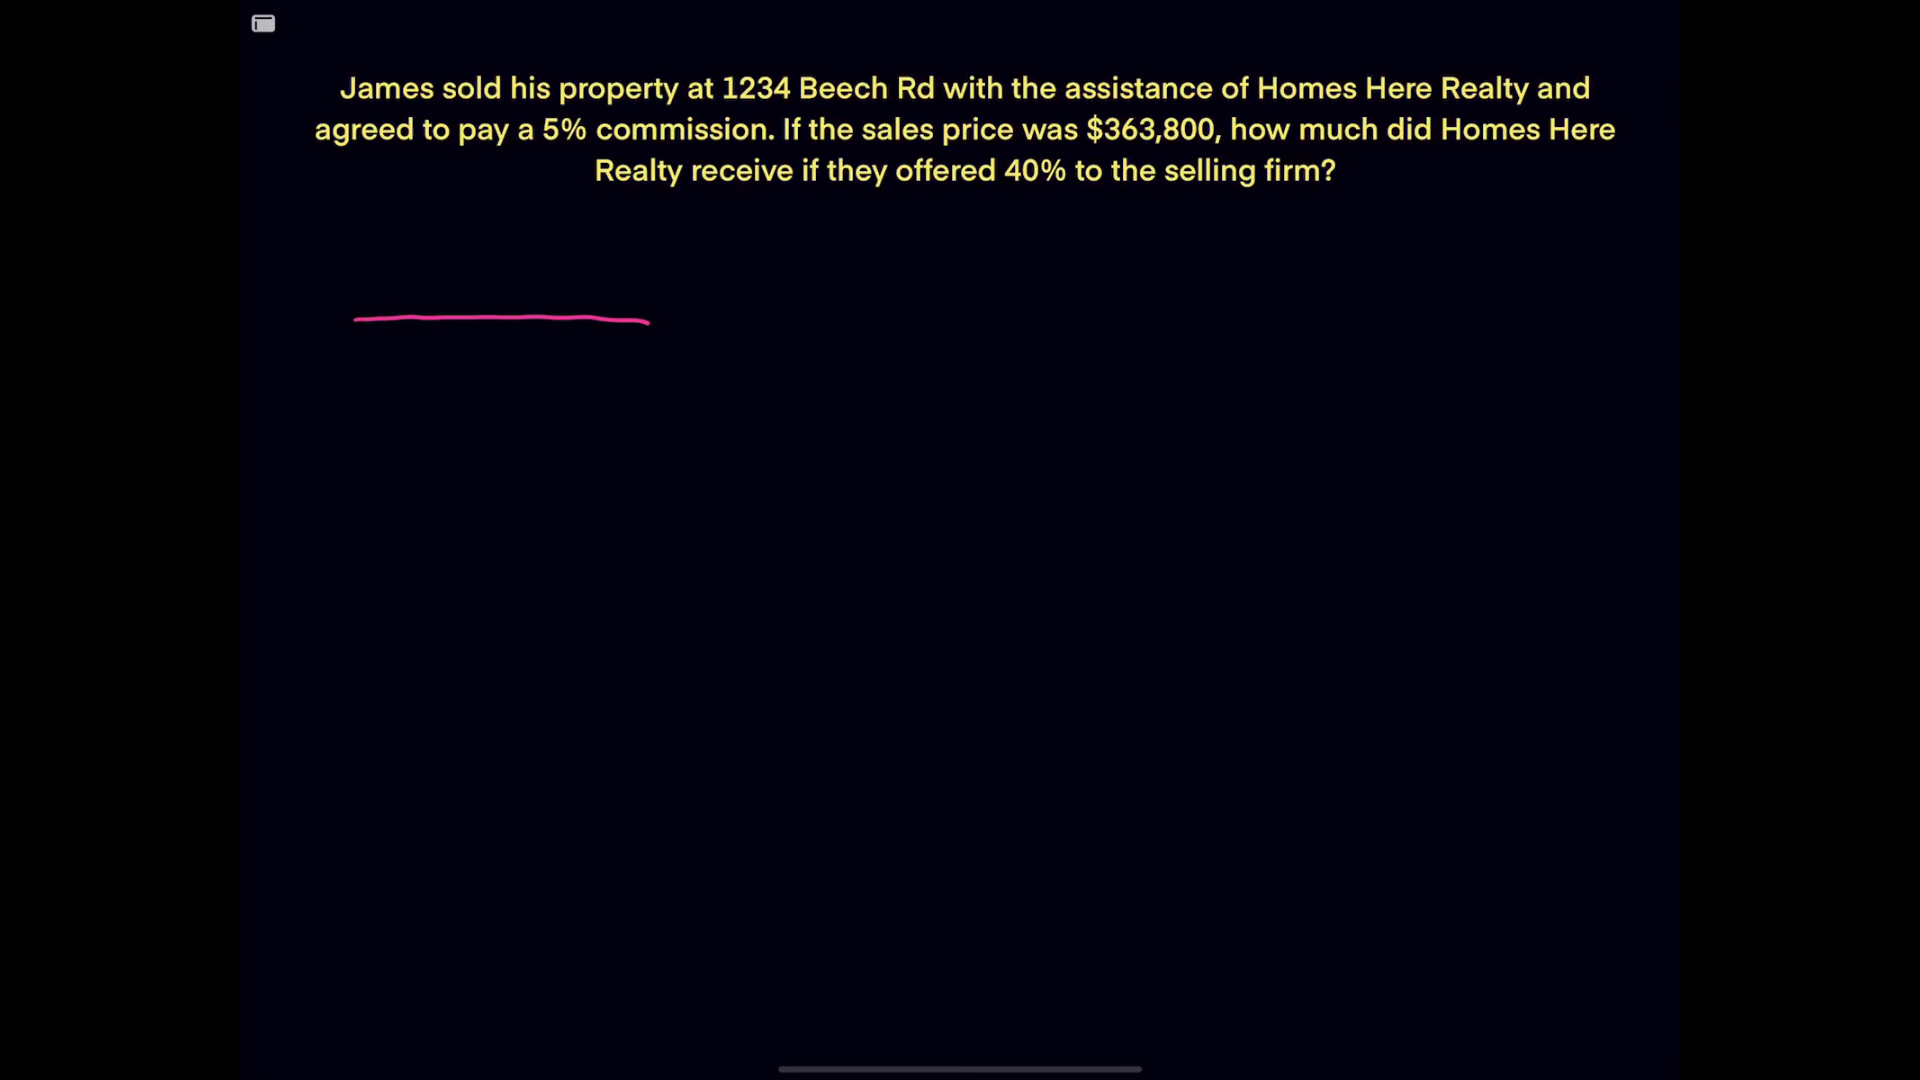 James sold his property at 1234 Beech Rd with the assistance of Homes Here Realty and
agreed to pay a 5% commission. If the sales price was $363,800, how much did Homes Here
Realty receive if they offered 40% to the selling firm?